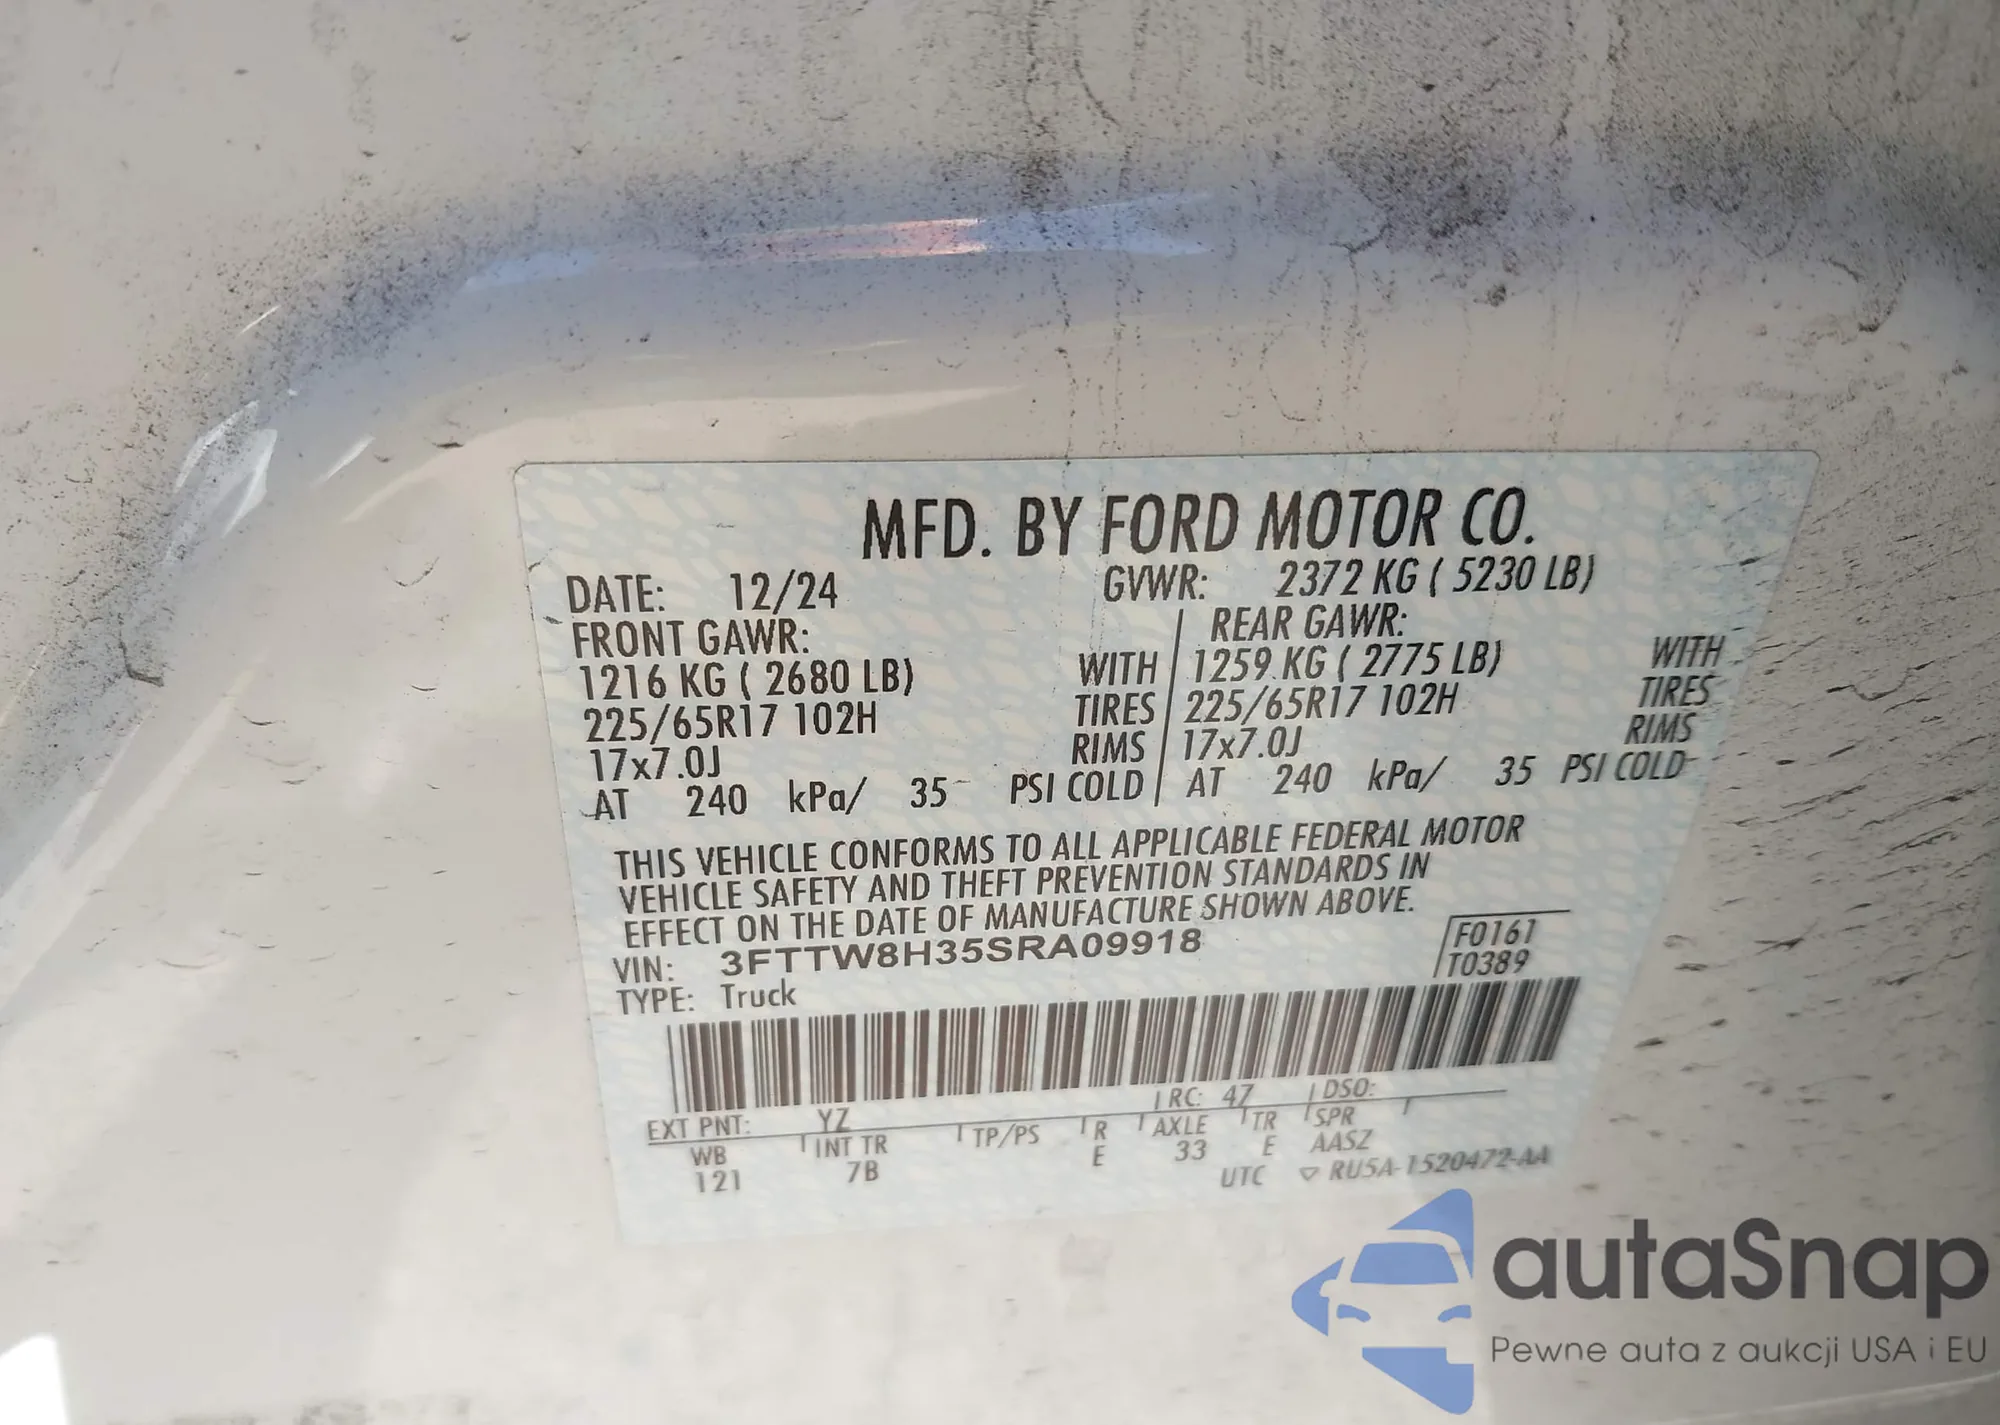 MFD. BY FORD MOTOR CO.
DATE: 12/24 GVWR: 2372 KG ( 5230 LB)
FRONT GAWR: REAR GAWR:
1216 KG ( 2680 LB) WITH 1259 KG ( 2775 LB) WITH
225/65R17 102H TIRES 225/65R17 102H TIRES
17x7.0J RIMS 17x7.0J RIMS
AT 240 kPa/ 35 PSI COLD AT 240 kPa/ 35 PSI COLD
THIS VEHICLE CONFORMS TO ALL APPLICABLE FEDERAL MOTOR
VEHICLE SAFETY AND THEFT PREVENTION STANDARDS IN
EFFECT ON THE DATE OF MANUFACTURE SHOWN ABOVE.
VIN: 3FTTW8H35SRA09918 F0161
TYPE: Truck T0389
EXT PNT: YZ RC: 47 DSO:
WB INT TR TP/PS R AXLE TR SPR
121 7B E 33 E AASZ
UTC ▽ RU5A-1520472-AA
autaSnap
Pewne auta z aukcji USA i EU